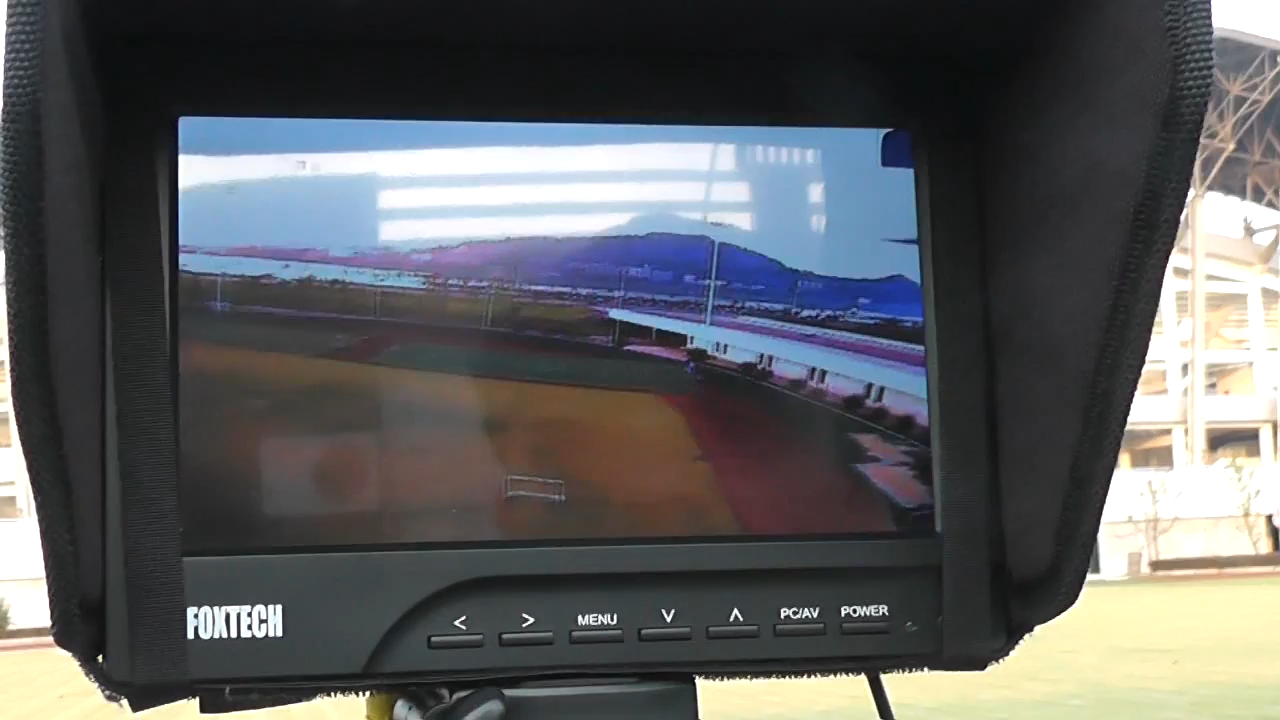 FOXTECH
< > MENU ∨ ∧ PC/AV POWER